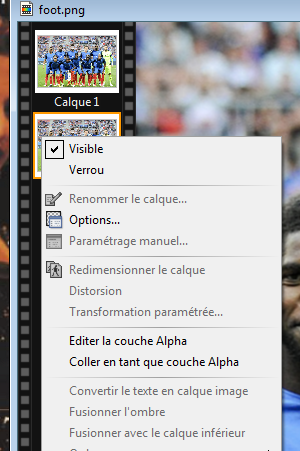 foot.png
Calque 1
Visible
Verrou
Renommer le calque...
Options...
Paramétrage manuel...
Redimensionner le calque
Distorsion
Transformation paramétrée...
Editer la couche Alpha
Coller en tant que couche Alpha
Convertir le texte en calque image
Fusionner l'ombre
Fusionner avec le calque inférieur